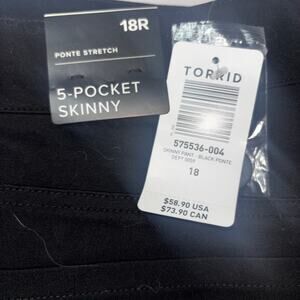 18R
PONTE STRETCH
5-POCKET
SKINNY
TORRID
575536-004
SKINNY PANT - BLACK PONTE
18
$58.90 USA
$73.90 CAN